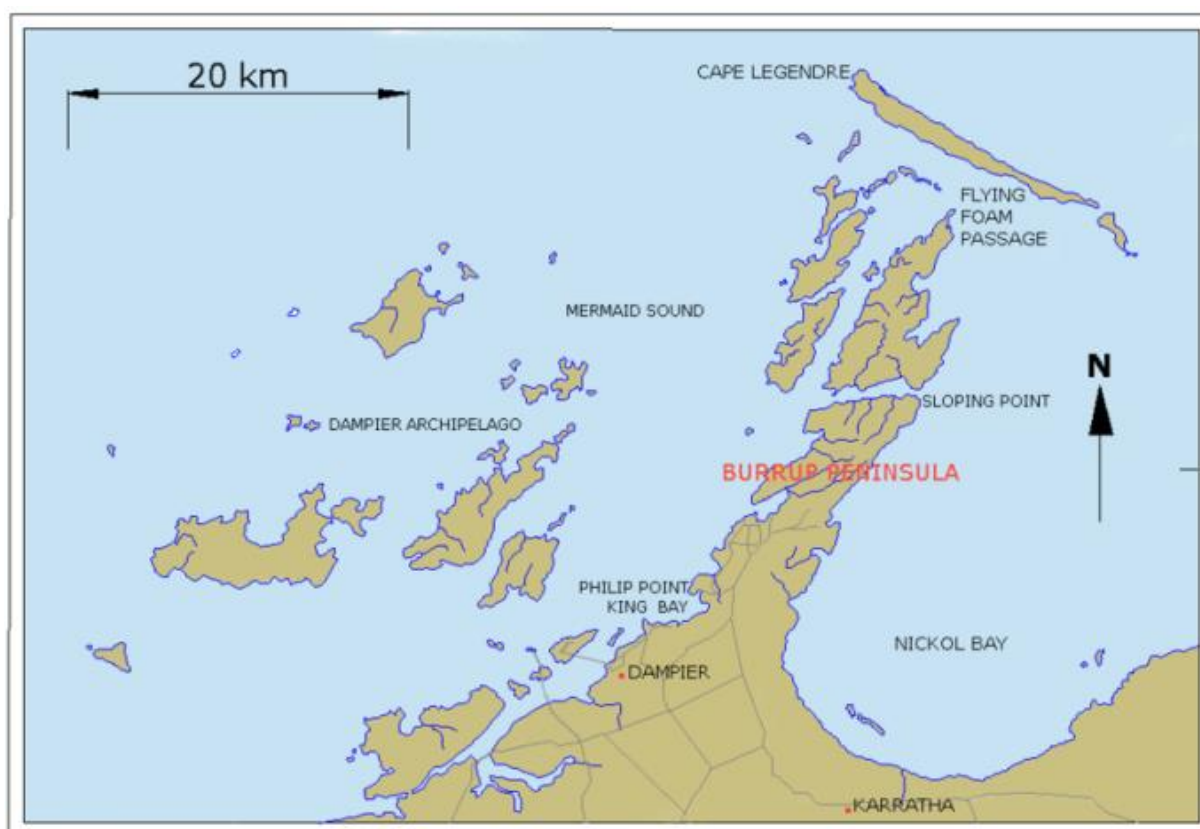 20 km
CAPE LEGENDRE
FLYING
FOAM
PASSAGE
MERMAID SOUND
N
SLOPING POINT
DAMPIER ARCHIPELAGO
BURRUP PENINSULA
PHILIP POINT
KING BAY
NICKOL BAY
DAMPIER
KARRATHA